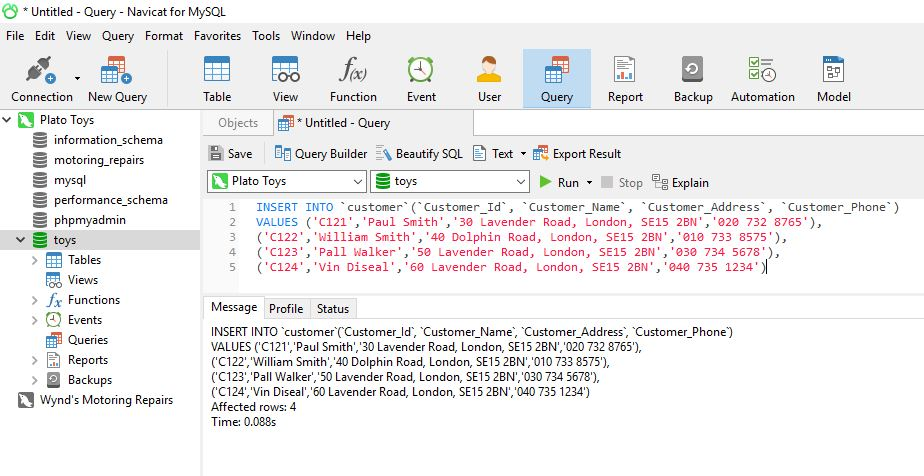 * Untitled - Query - Navicat for MySQL
File Edit View Query Format Favorites Tools Window Help
Connection New Query Table View Function Event User Query Report Backup Automation Model
f(x)
Plato Toys
information_schema
motoring_repairs
mysql
performance_schema
phpmyadmin
toys
Tables
Views
fx Functions
Events
Queries
Reports
Backups
Wynd's Motoring Repairs
Objects * Untitled - Query
Save Query Builder Beautify SQL Text Export Result
Plato Toys toys Run Stop Explain
1 INSERT INTO `customer`(`Customer_Id`, `Customer_Name`, `Customer_Address`, `Customer_Phone`)
2 VALUES ('C121','Paul Smith','30 Lavender Road, London, SE15 2BN','020 732 8765'),
3 ('C122','William Smith','40 Dolphin Road, London, SE15 2BN','010 733 8575'),
4 ('C123','Pall Walker','50 Lavender Road, London, SE15 2BN','030 734 5678'),
5 ('C124','Vin Diseal','60 Lavender Road, London, SE15 2BN','040 735 1234')
Message Profile Status
INSERT INTO `customer`(`Customer_Id`, `Customer_Name`, `Customer_Address`, `Customer_Phone`)
VALUES ('C121','Paul Smith','30 Lavender Road, London, SE15 2BN','020 732 8765'),
('C122','William Smith','40 Dolphin Road, London, SE15 2BN','010 733 8575'),
('C123','Pall Walker','50 Lavender Road, London, SE15 2BN','030 734 5678'),
('C124','Vin Diseal','60 Lavender Road, London, SE15 2BN','040 735 1234')
Affected rows: 4
Time: 0.088s